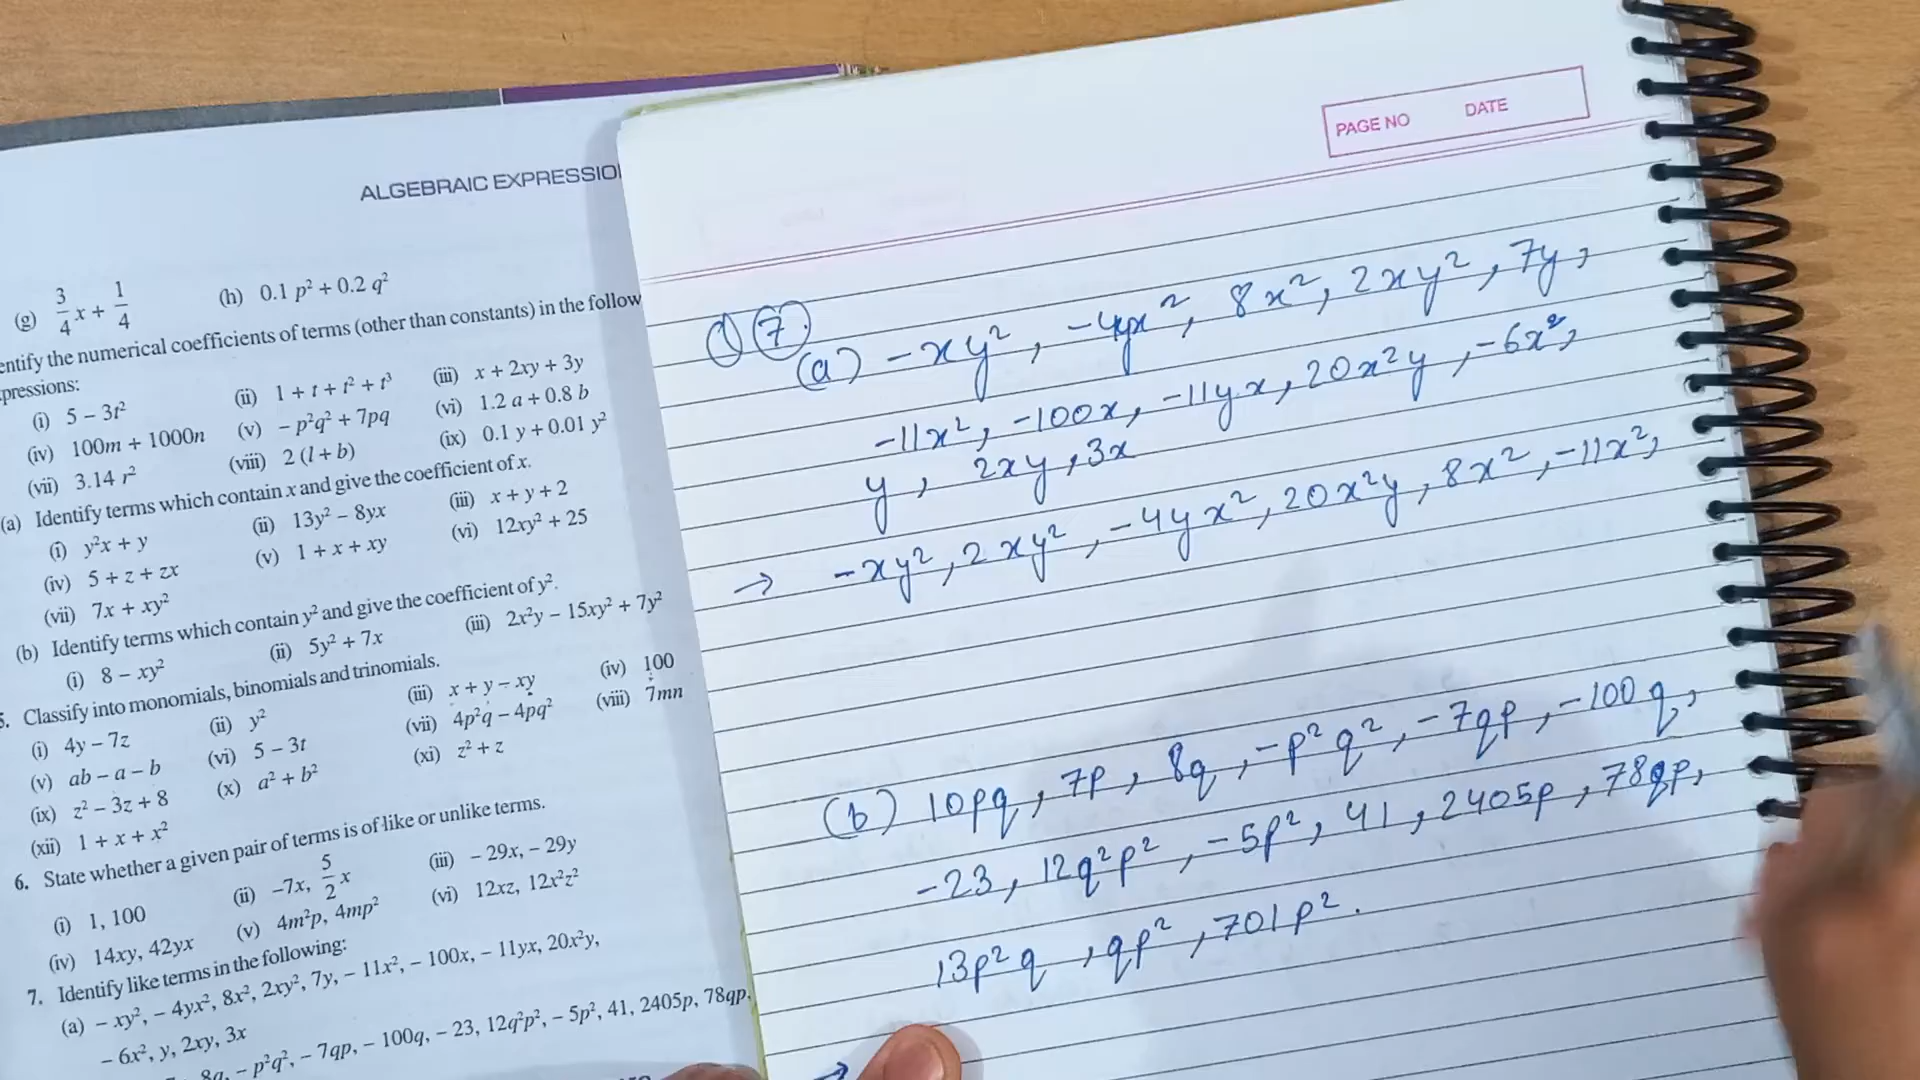 ALGEBRAIC EXPRESSIO
(g) 3/4 x + 1/4 (h) 0.1 p² + 0.2 q²
entify the numerical coefficients of terms (other than constants) in the follow
pressions:
(i) 5 – 3t² (ii) 1 + t + t² + t³ (iii) x + 2xy + 3y
(iv) 100m + 1000n (v) – p²q² + 7pq (vi) 1.2 a + 0.8 b
(vii) 3.14 r² (viii) 2 (l + b) (ix) 0.1 y + 0.01 y²
(a) Identify terms which contain x and give the coefficient of x.
(i) y²x + y (ii) 13y² – 8yx (iii) x + y + 2
(iv) 5 + z + zx (v) 1 + x + xy (vi) 12xy² + 25
(vii) 7x + xy²
(b) Identify terms which contain y² and give the coefficient of y².
(i) 8 – xy² (ii) 5y² + 7x (iii) 2x²y – 15xy² + 7y²
5. Classify into monomials, binomials and trinomials.
(i) 4y – 7z (ii) y² (iii) x + y – xy (iv) 100
(v) ab – a – b (vi) 5 – 3t (vii) 4p²q – 4pq² (viii) 7mn
(ix) z² – 3z + 8 (x) a² + b² (xi) z² + z
(xii) 1 + x + x²
6. State whether a given pair of terms is of like or unlike terms.
(i) 1, 100 (ii) –7x, 5/2 x (iii) – 29x, – 29y
(iv) 14xy, 42yx (v) 4m²p, 4mp² (vi) 12xz, 12x²z²
7. Identify like terms in the following:
(a) – xy², – 4yx², 8x², 2xy², 7y, – 11x², – 100x, – 11yx, 20x²y,
– 6x², y, 2xy, 3x
8q, – p²q², – 7qp, – 100q, – 23, 12q²p², – 5p², 41, 2405p, 78qp,
PAGE NO DATE
Q 7
(a) -xy², -4yx², 8x², 2xy², 7y,
-11x², -100x, -11yx, 20x²y, -6x²,
y, 2xy, 3x
→ -xy², 2xy², -4yx², 20x²y, 8x², -11x²,
(b) 10pq, 7p, 8q, -p²q², -7qp, -100q,
-23, 12q²p², -5p², 41, 2405p, 78qp,
13p²q, qp², 701p².
→